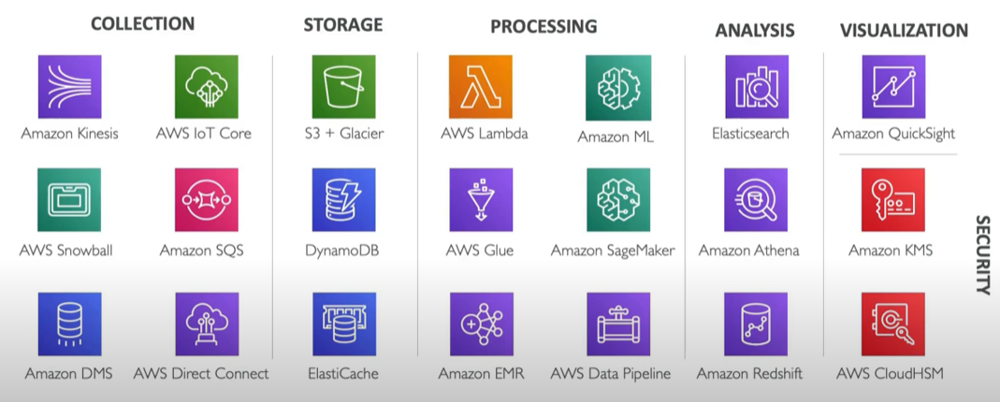 COLLECTION
STORAGE
PROCESSING
ANALYSIS
VISUALIZATION
Amazon Kinesis
AWS IoT Core
S3 + Glacier
AWS Lambda
Amazon ML
Elasticsearch
Amazon QuickSight
AWS Snowball
Amazon SQS
DynamoDB
AWS Glue
Amazon SageMaker
Amazon Athena
Amazon KMS
SECURITY
Amazon DMS
AWS Direct Connect
ElastiCache
Amazon EMR
AWS Data Pipeline
Amazon Redshift
AWS CloudHSM